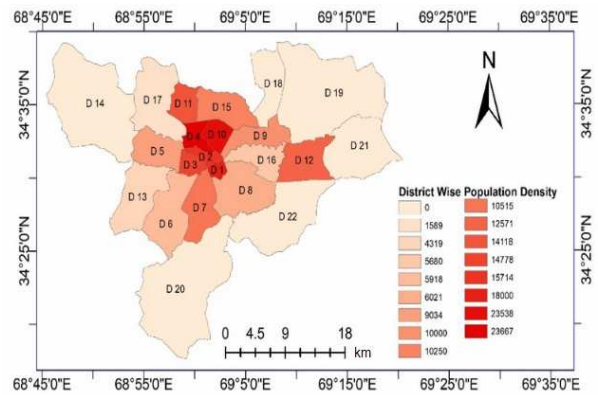 68°45'0"E 68°55'0"E 69°5'0"E 69°15'0"E 69°25'0"E 69°35'0"E
N
34°35'0"N 34°35'0"N
D 14
D 17
D 11
D 15
D 18
D 19
D 4
D 10
D 9
D 5
D 2
D 3
D 1
D 16
D 12
D 21
D 13
D 6
D 7
D 8
D 22
District Wise Population Density
0
1589
4319
5680
5918
6021
9034
10000
10250
10515
12571
14118
14778
15714
18000
23538
23667
34°25'0"N 34°25'0"N
D 20
0 4.5 9 18
km
68°45'0"E 68°55'0"E 69°5'0"E 69°15'0"E 69°25'0"E 69°35'0"E